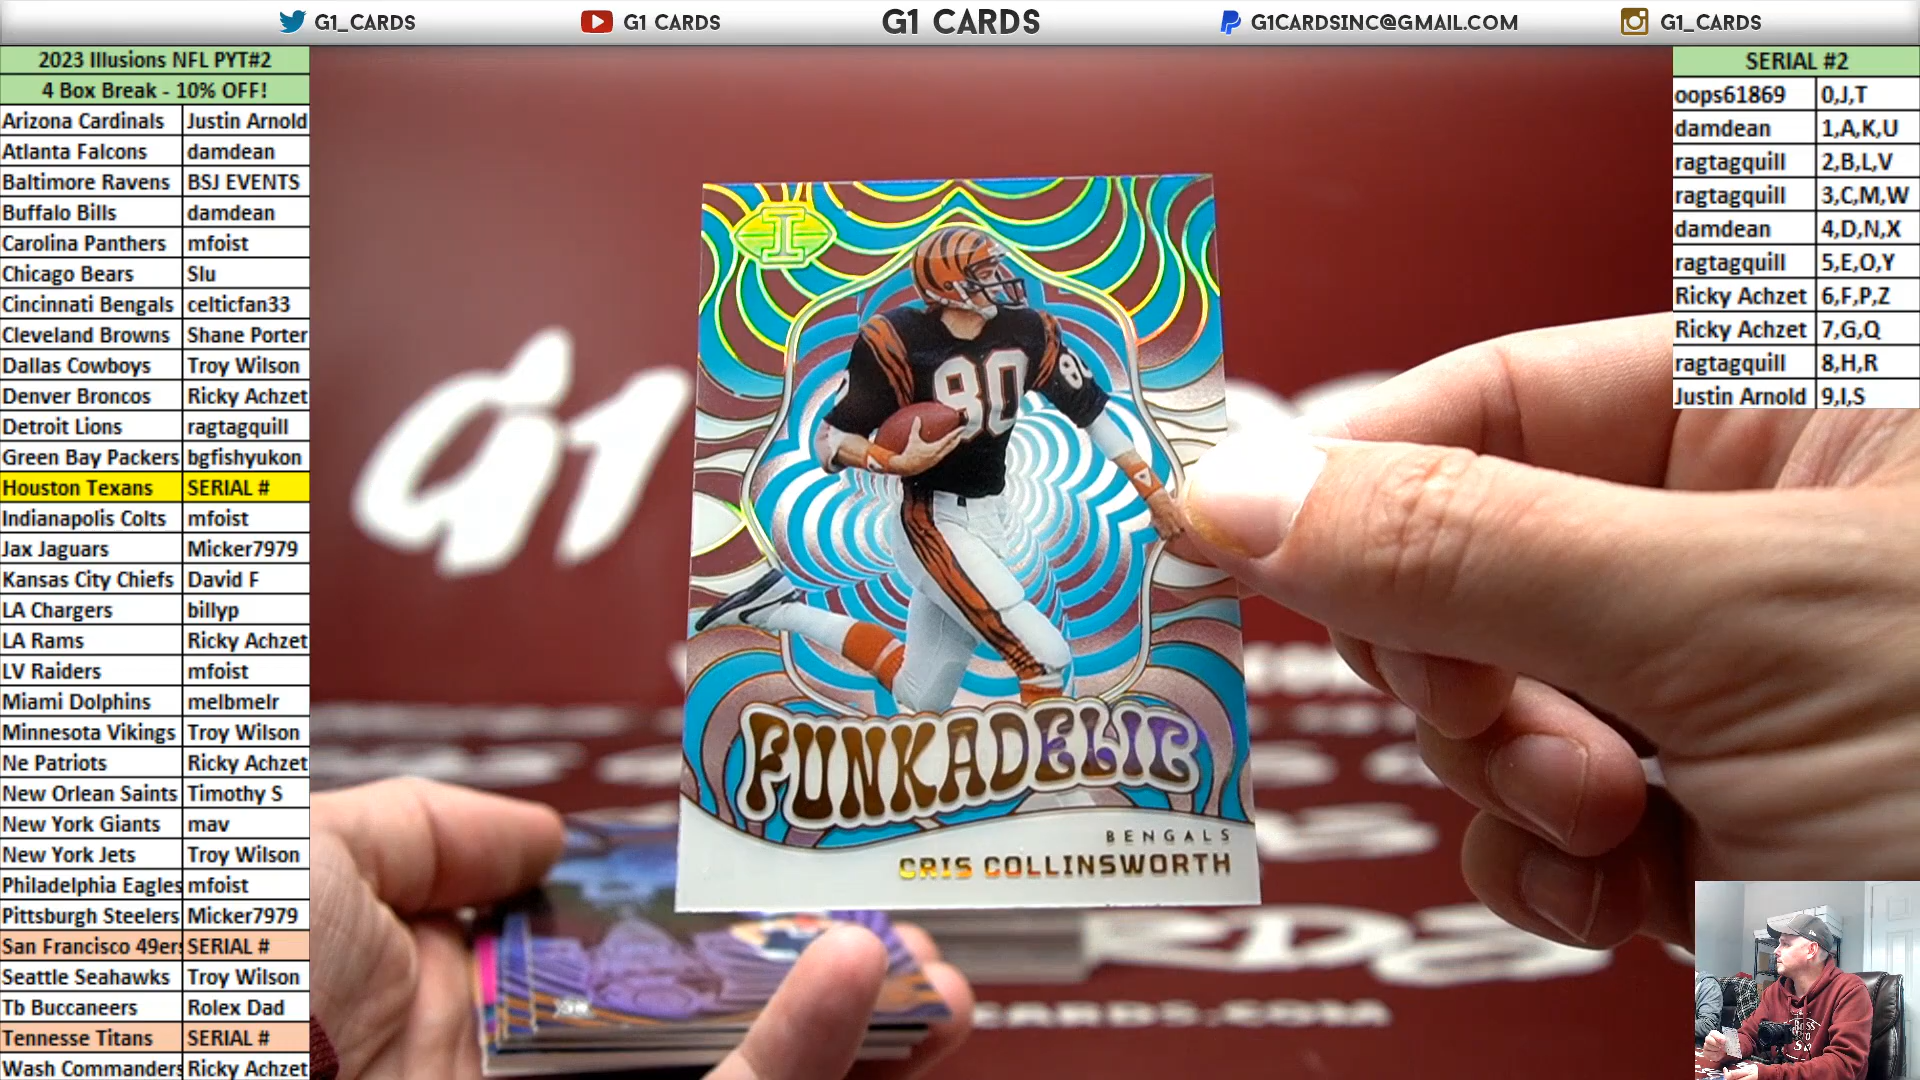 G1_CARDS G1 CARDS G1 CARDS G1CARDSINC@GMAIL.COM G1_CARDS
2023 Illusions NFL PYT#2
4 Box Break - 10% OFF!
Arizona Cardinals Justin Arnold
Atlanta Falcons damdean
Baltimore Ravens BSJ EVENTS
Buffalo Bills damdean
Carolina Panthers mfoist
Chicago Bears Slu
Cincinnati Bengals celticfan33
Cleveland Browns Shane Porter
Dallas Cowboys Troy Wilson
Denver Broncos Ricky Achzet
Detroit Lions ragtagquill
Green Bay Packers bgfishyukon
Houston Texans SERIAL #
Indianapolis Colts mfoist
Jax Jaguars Micker7979
Kansas City Chiefs David F
LA Chargers billyp
LA Rams Ricky Achzet
LV Raiders mfoist
Miami Dolphins melbmelr
Minnesota Vikings Troy Wilson
Ne Patriots Ricky Achzet
New Orlean Saints Timothy S
New York Giants mav
New York Jets Troy Wilson
Philadelphia Eagles mfoist
Pittsburgh Steelers Micker7979
San Francisco 49ers SERIAL #
Seattle Seahawks Troy Wilson
Tb Buccaneers Rolex Dad
Tennesse Titans SERIAL #
Wash Commanders Ricky Achzet
SERIAL #2
oops61869 0,J,T
damdean 1,A,K,U
ragtagquill 2,B,L,V
ragtagquill 3,C,M,W
damdean 4,D,N,X
ragtagquill 5,E,O,Y
Ricky Achzet 6,F,P,Z
Ricky Achzet 7,G,Q
ragtagquill 8,H,R
Justin Arnold 9,I,S
I
80
80
FUNKADELIC
BENGALS
CRIS COLLINSWORTH
G1
CARDS.COM